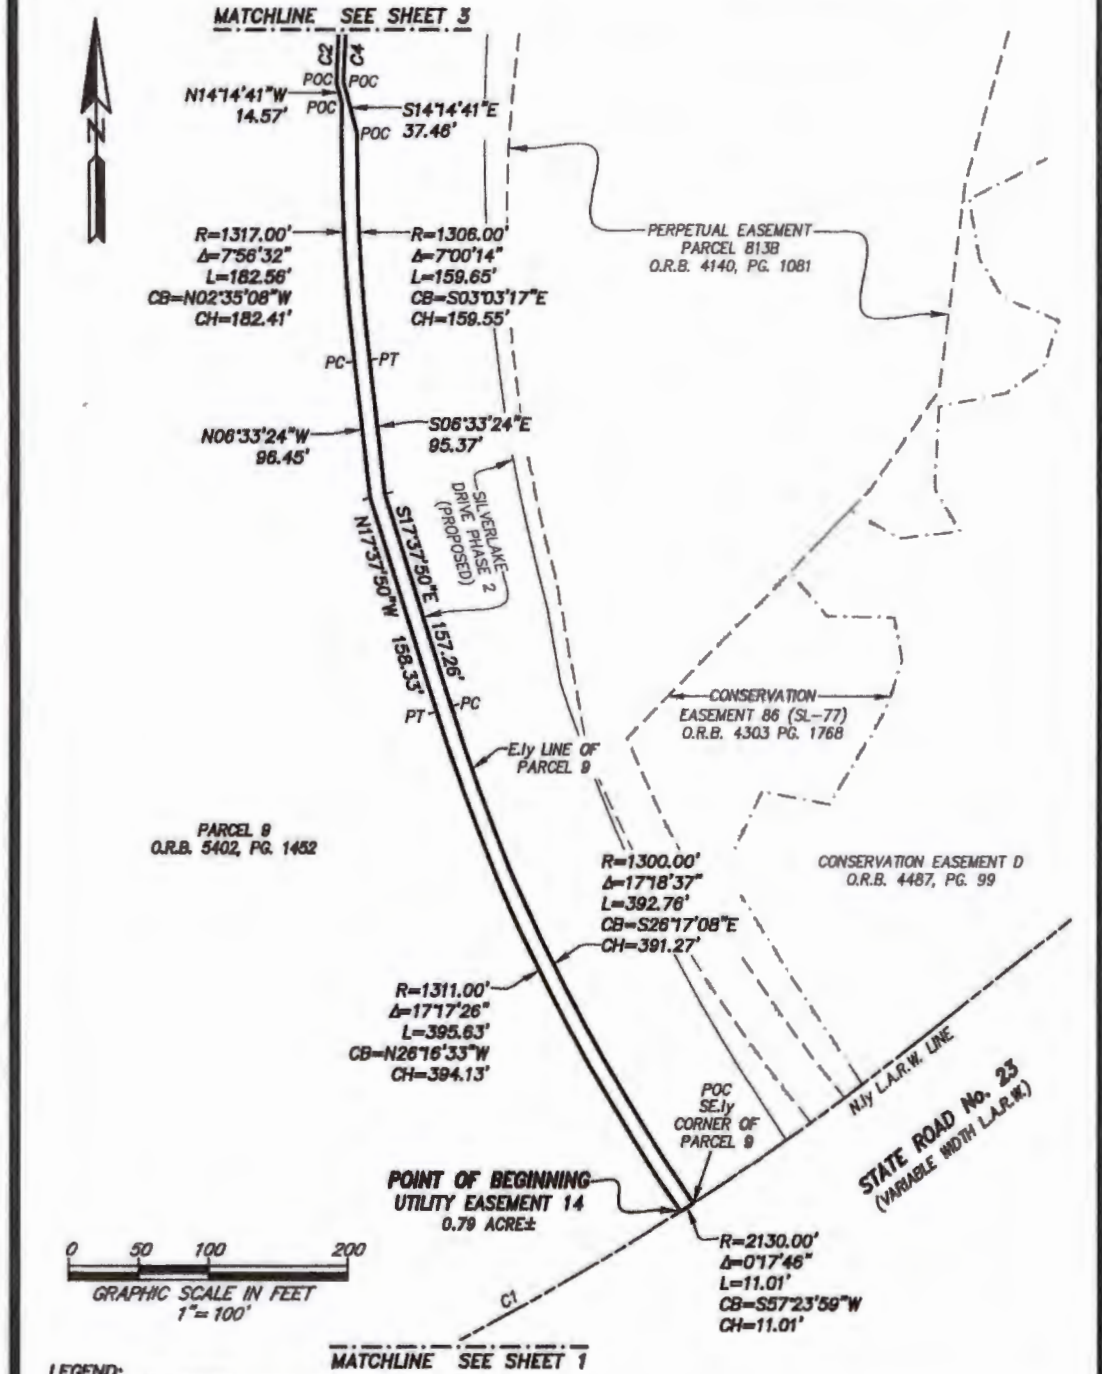 MATCHLINE SEE SHEET 3
C2
C4
POC
POC
N14°14'41"W
14.57'
POC
S14°14'41"E
37.46'
POC
N
R=1317.00'
Δ=7°56'32"
L=182.56'
CB=N02°35'08"W
CH=182.41'
R=1306.00'
Δ=7°00'14"
L=159.65'
CB=S03°03'17"E
CH=159.55'
PERPETUAL EASEMENT
PARCEL 813B
O.R.B. 4140, PG. 1081
PC
PT
N06°33'24"W
96.45'
S06°33'24"E
95.37'
SILVERLAKE
DRIVE PHASE 2
(PROPOSED)
N17°37'50"W 158.33'
S17°37'50"E 157.26'
PT
PC
CONSERVATION
EASEMENT 86 (SL-77)
O.R.B. 4303 PG. 1768
E.ly LINE OF
PARCEL 9
PARCEL 9
O.R.B. 5402, PG. 1452
CONSERVATION EASEMENT D
O.R.B. 4487, PG. 99
R=1300.00'
Δ=17°18'37"
L=392.76'
CB=S26°17'08"E
CH=391.27'
R=1311.00'
Δ=17°17'26"
L=395.63'
CB=N26°16'33"W
CH=394.13'
N.ly L.A.R.W. LINE
STATE ROAD No. 23
(VARIABLE WIDTH L.A.R.W.)
POC
SE.ly
CORNER OF
PARCEL 9
POINT OF BEGINNING
UTILITY EASEMENT 14
0.79 ACRE±
R=2130.00'
Δ=0°17'46"
L=11.01'
CB=S57°23'59"W
CH=11.01'
0 50 100 200
GRAPHIC SCALE IN FEET
1"= 100'
C1
MATCHLINE SEE SHEET 1
LEGEND: